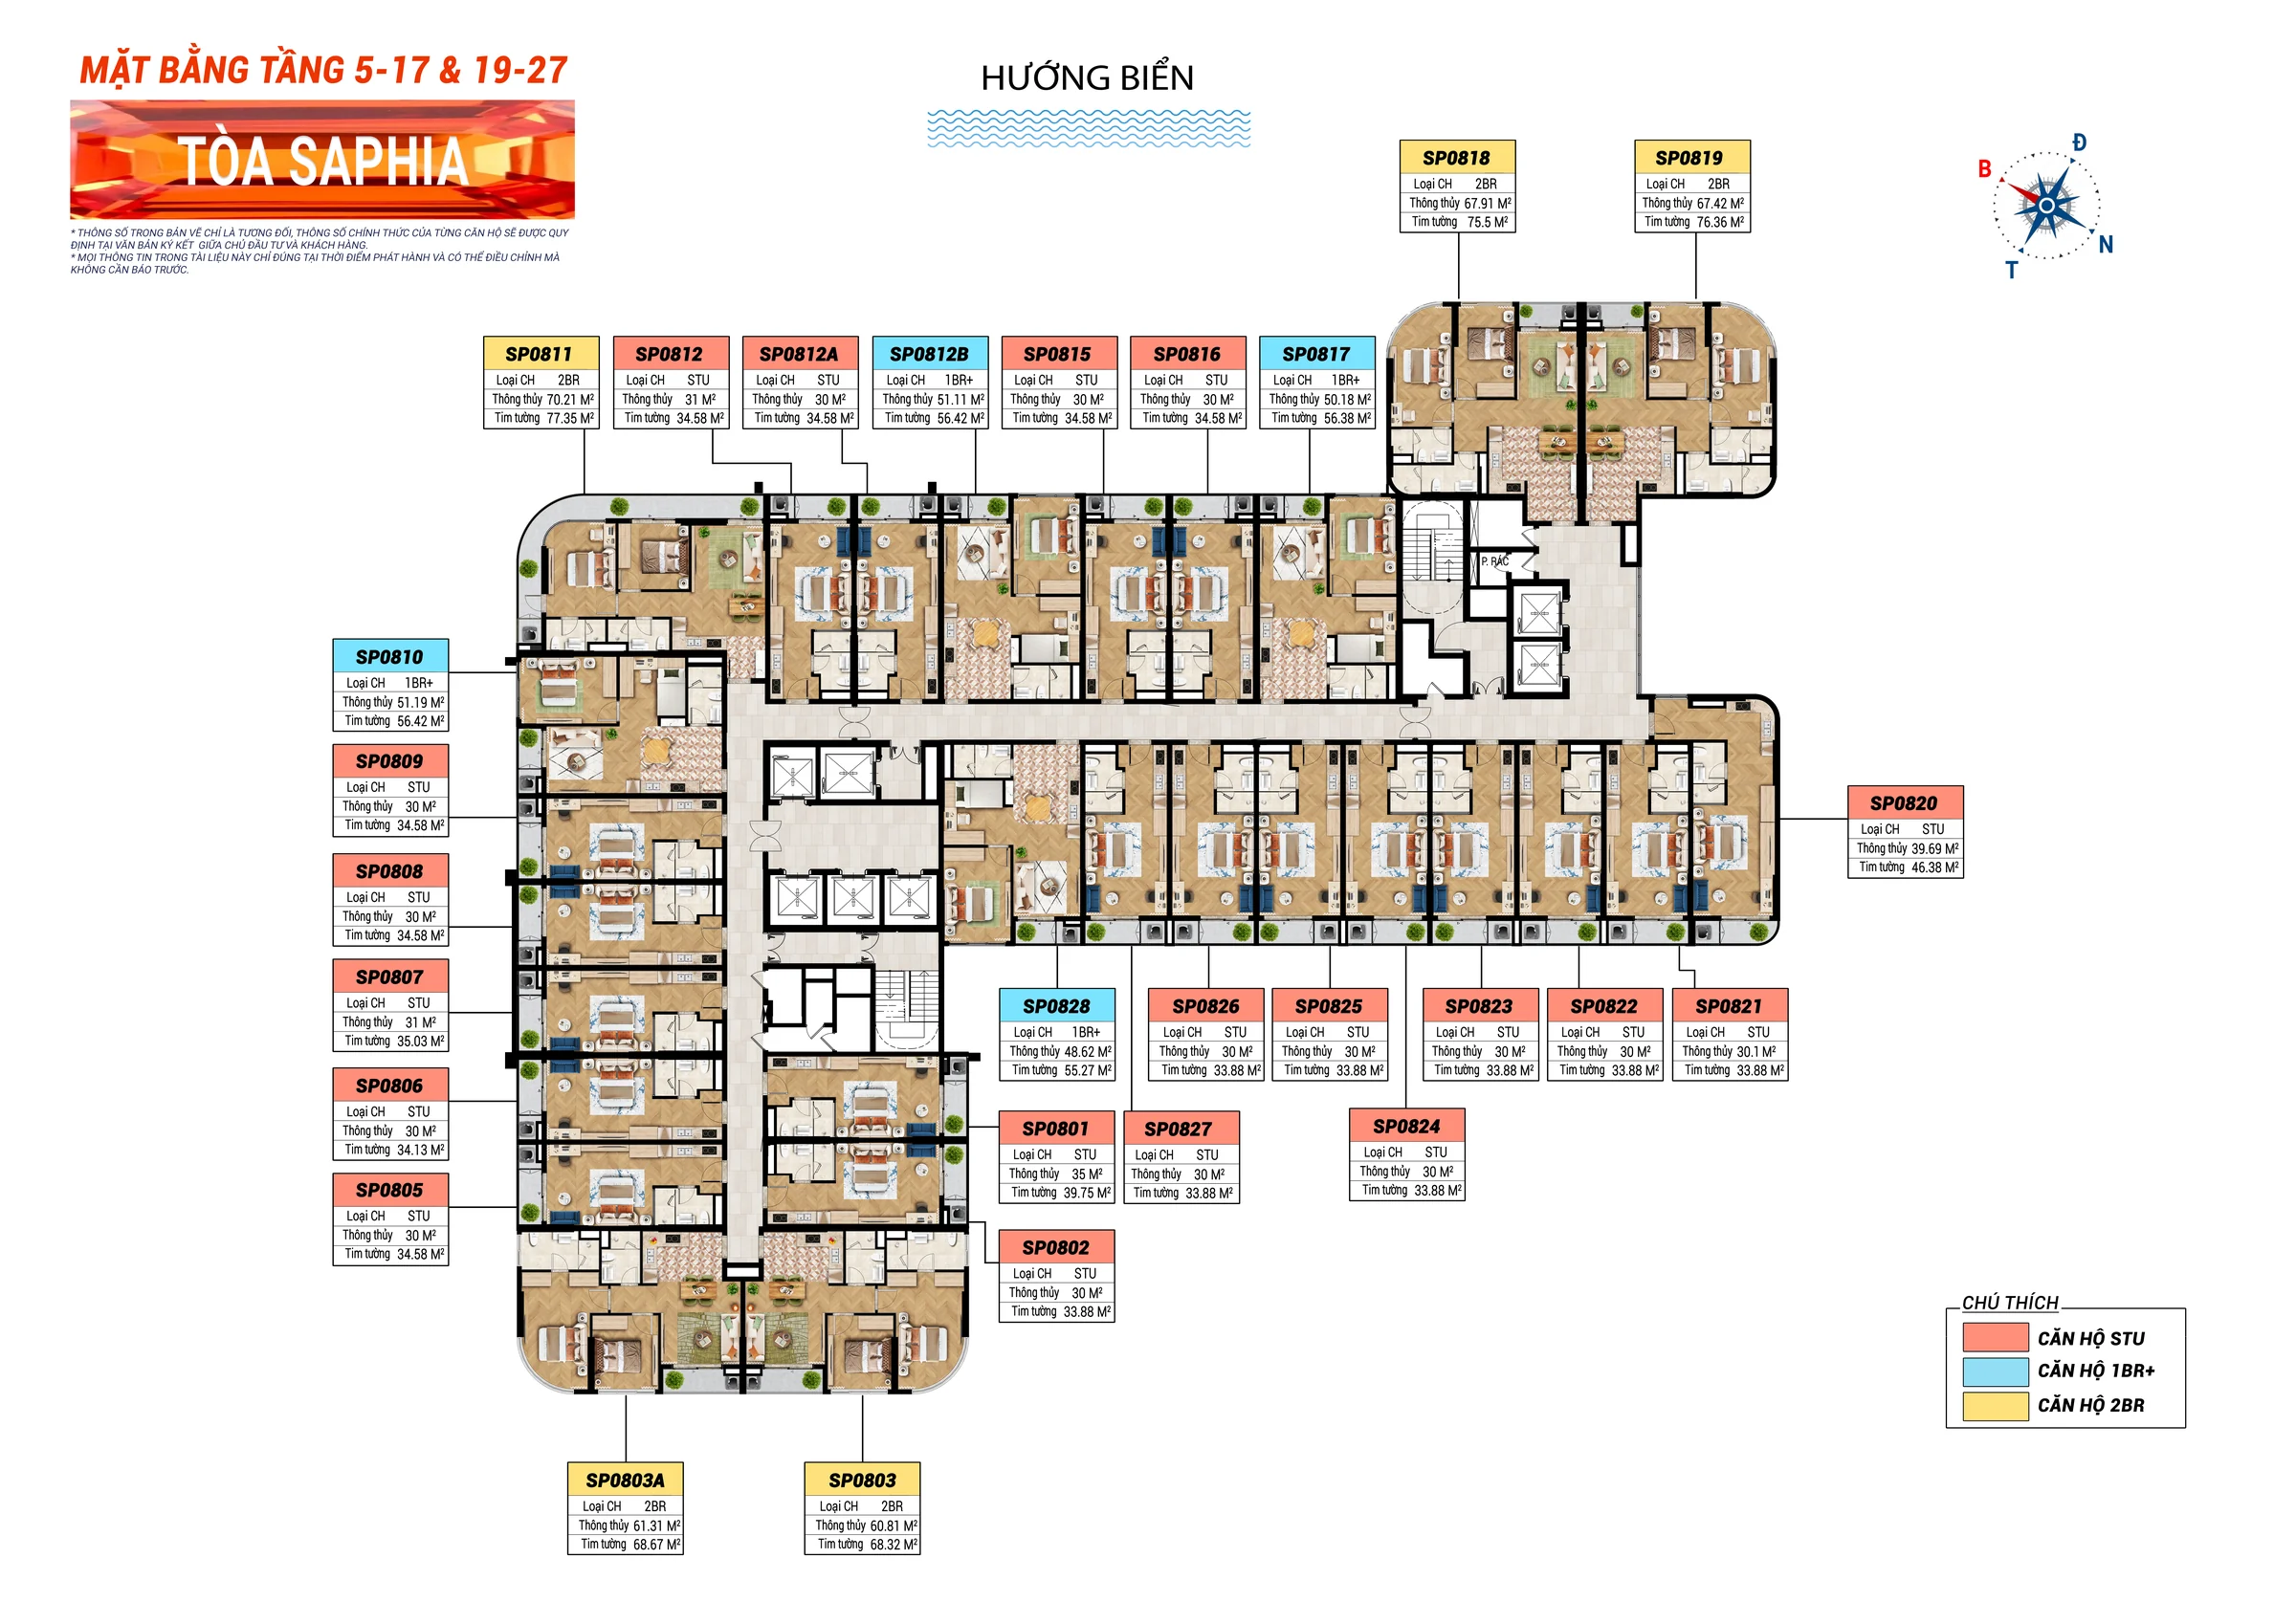 MẶT BẰNG TẦNG 5-17 & 19-27
TÒA SAPHIA
* THÔNG SỐ TRONG BẢN VẼ CHỈ LÀ TƯƠNG ĐỐI, THÔNG SỐ CHÍNH THỨC CỦA TỪNG CĂN HỘ SẼ ĐƯỢC QUY
ĐỊNH TẠI VĂN BẢN KÝ KẾT GIỮA CHỦ ĐẦU TƯ VÀ KHÁCH HÀNG.
* MỌI THÔNG TIN TRONG TÀI LIỆU NÀY CHỈ ĐÚNG TẠI THỜI ĐIỂM PHÁT HÀNH VÀ CÓ THỂ ĐIỀU CHỈNH MÀ
KHÔNG CẦN BÁO TRƯỚC.
HƯỚNG BIỂN
Đ
B
N
T
SP0818
Loại CH 2BR
Thông thủy 67.91 M²
Tim tường 75.5 M²
SP0819
Loại CH 2BR
Thông thủy 67.42 M²
Tim tường 76.36 M²
SP0811
Loại CH 2BR
Thông thủy 70.21 M²
Tim tường 77.35 M²
SP0812
Loại CH STU
Thông thủy 31 M²
Tim tường 34.58 M²
SP0812A
Loại CH STU
Thông thủy 30 M²
Tim tường 34.58 M²
SP0812B
Loại CH 1BR+
Thông thủy 51.11 M²
Tim tường 56.42 M²
SP0815
Loại CH STU
Thông thủy 30 M²
Tim tường 34.58 M²
SP0816
Loại CH STU
Thông thủy 30 M²
Tim tường 34.58 M²
SP0817
Loại CH 1BR+
Thông thủy 50.18 M²
Tim tường 56.38 M²
P. RÁC
SP0810
Loại CH 1BR+
Thông thủy 51.19 M²
Tim tường 56.42 M²
SP0809
Loại CH STU
Thông thủy 30 M²
Tim tường 34.58 M²
SP0808
Loại CH STU
Thông thủy 30 M²
Tim tường 34.58 M²
SP0807
Loại CH STU
Thông thủy 31 M²
Tim tường 35.03 M²
SP0806
Loại CH STU
Thông thủy 30 M²
Tim tường 34.13 M²
SP0805
Loại CH STU
Thông thủy 30 M²
Tim tường 34.58 M²
SP0820
Loại CH STU
Thông thủy 39.69 M²
Tim tường 46.38 M²
SP0828
Loại CH 1BR+
Thông thủy 48.62 M²
Tim tường 55.27 M²
SP0826
Loại CH STU
Thông thủy 30 M²
Tim tường 33.88 M²
SP0825
Loại CH STU
Thông thủy 30 M²
Tim tường 33.88 M²
SP0823
Loại CH STU
Thông thủy 30 M²
Tim tường 33.88 M²
SP0822
Loại CH STU
Thông thủy 30 M²
Tim tường 33.88 M²
SP0821
Loại CH STU
Thông thủy 30.1 M²
Tim tường 33.88 M²
SP0801
Loại CH STU
Thông thủy 35 M²
Tim tường 39.75 M²
SP0827
Loại CH STU
Thông thủy 30 M²
Tim tường 33.88 M²
SP0824
Loại CH STU
Thông thủy 30 M²
Tim tường 33.88 M²
SP0802
Loại CH STU
Thông thủy 30 M²
Tim tường 33.88 M²
SP0803A
Loại CH 2BR
Thông thủy 61.31 M²
Tim tường 68.67 M²
SP0803
Loại CH 2BR
Thông thủy 60.81 M²
Tim tường 68.32 M²
CHÚ THÍCH
CĂN HỘ STU
CĂN HỘ 1BR+
CĂN HỘ 2BR